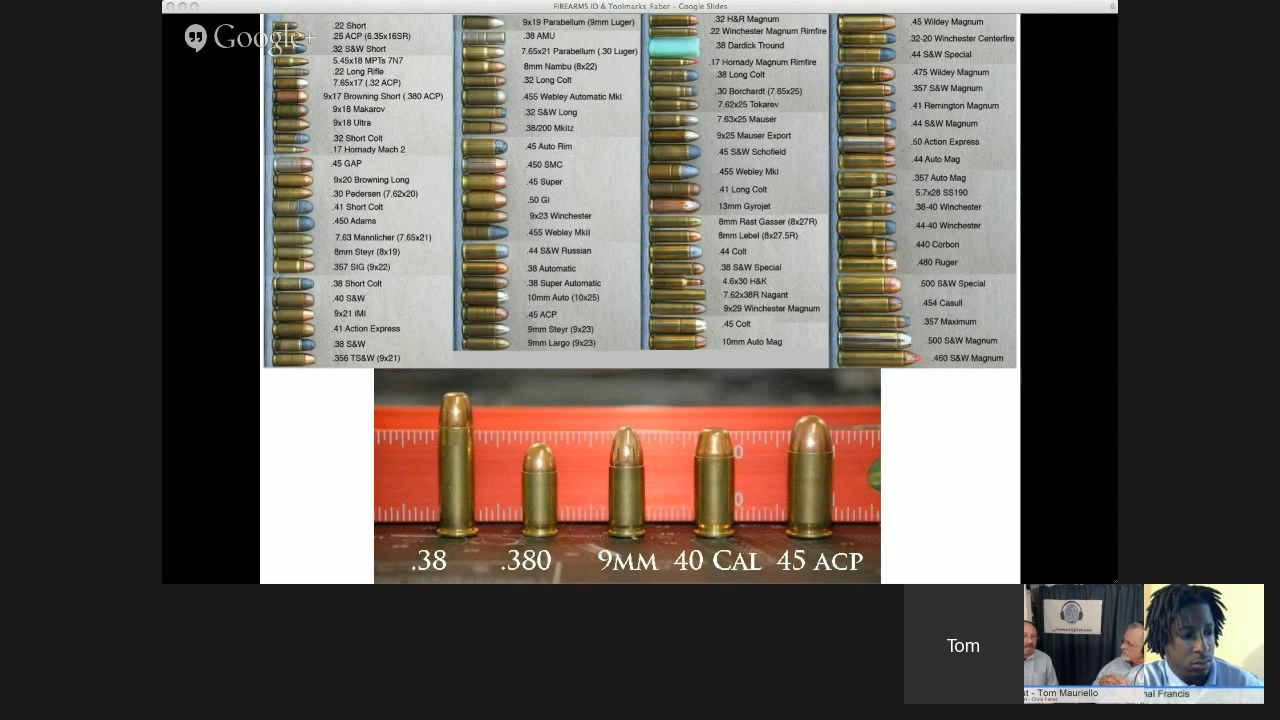 FIREARMS ID & Toolmarks_Faber – Google Slides
Google+
.22 Short
.25 ACP (6.35x16SR)
.32 S&W Short
5.45x18 MPTs 7N7
.22 Long Rifle
7.65x17 (.32 ACP)
9x17 Browning Short (.380 ACP)
9x18 Makarov
9x18 Ultra
.32 Short Colt
.17 Hornady Mach 2
.45 GAP
9x20 Browning Long
.30 Pedersen (7.62x20)
.41 Short Colt
.450 Adams
7.63 Mannlicher (7.65x21)
8mm Steyr (8x19)
.357 SIG (9x22)
.38 Short Colt
.40 S&W
9x21 IMI
.41 Action Express
.38 S&W
.356 TS&W (9x21)
9x19 Parabellum (9mm Luger)
.38 AMU
7.65x21 Parabellum (.30 Luger)
8mm Nambu (8x22)
.32 Long Colt
.455 Webley Automatic MkI
.32 S&W Long
.38/200 MkIIz
.45 Auto Rim
.450 SMC
.45 Super
.50 GI
9x23 Winchester
.455 Webley MkII
.44 S&W Russian
.38 Automatic
.38 Super Automatic
10mm Auto (10x25)
.45 ACP
9mm Steyr (9x23)
9mm Largo (9x23)
.32 H&R Magnum
.22 Winchester Magnum Rimfire
.38 Dardick Tround
.17 Hornady Magnum Rimfire
.38 Long Colt
.30 Borchardt (7.65x25)
7.62x25 Tokarev
7.63x25 Mauser
9x25 Mauser Export
.45 S&W Schofield
.455 Webley MkI
.41 Long Colt
13mm Gyrojet
8mm Rast Gasser (8x27R)
8mm Lebel (8x27.5R)
.44 Colt
.38 S&W Special
4.6x30 H&K
7.62x38R Nagant
9x29 Winchester Magnum
.45 Colt
10mm Auto Mag
.45 Wildey Magnum
.32-20 Winchester Centerfire
.44 S&W Special
.475 Wildey Magnum
.357 S&W Magnum
.41 Remington Magnum
.44 S&W Magnum
.50 Action Express
.44 Auto Mag
.357 Auto Mag
5.7x28 SS190
.38-40 Winchester
.44-40 Winchester
.440 Corbon
.480 Ruger
.500 S&W Special
.454 Casull
.357 Maximum
.500 S&W Magnum
.460 S&W Magnum
.38 .380 9MM 40 CAL 45 ACP
Tom
st - Tom Mauriello
nal Francis
- Chris Faber